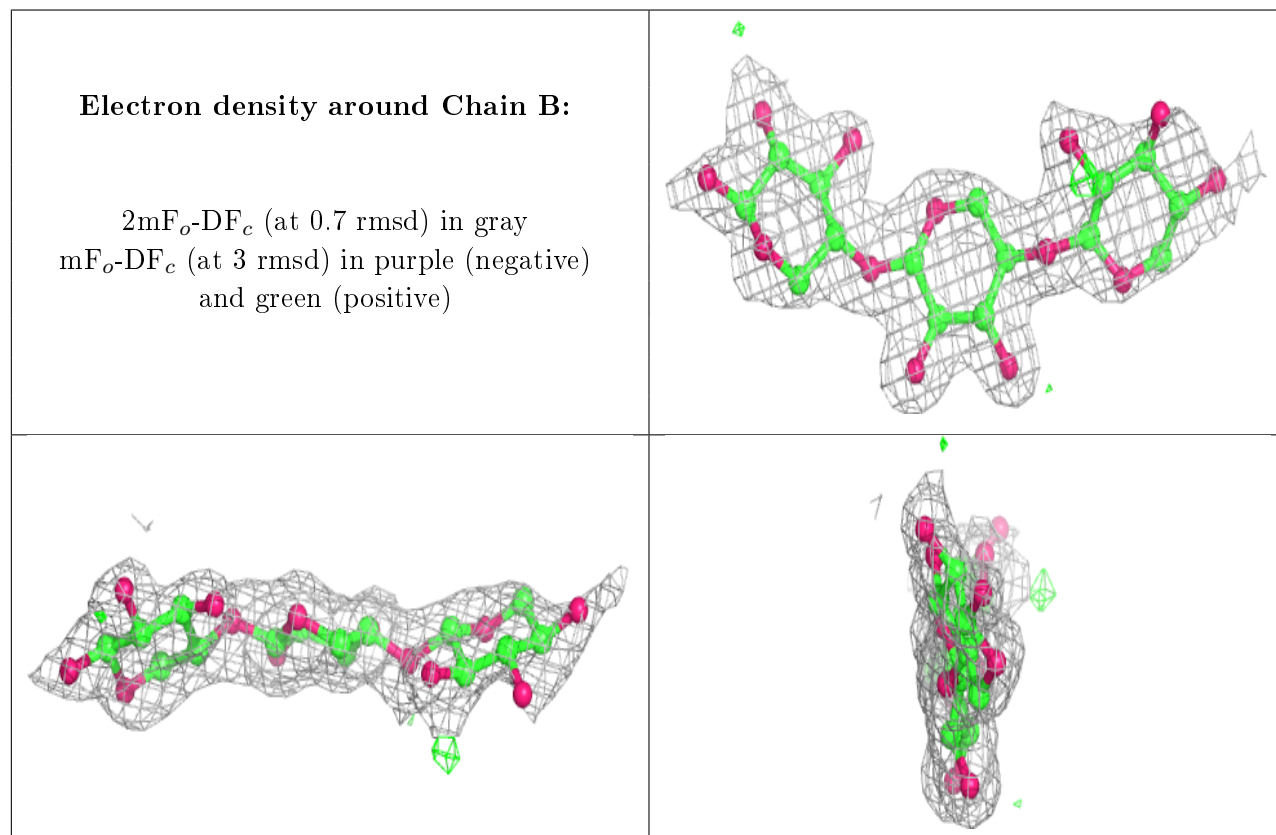 Electron density around Chain B:
2mFₒ-DF𝒸 (at 0.7 rmsd) in gray
mFₒ-DF𝒸 (at 3 rmsd) in purple (negative)
and green (positive)